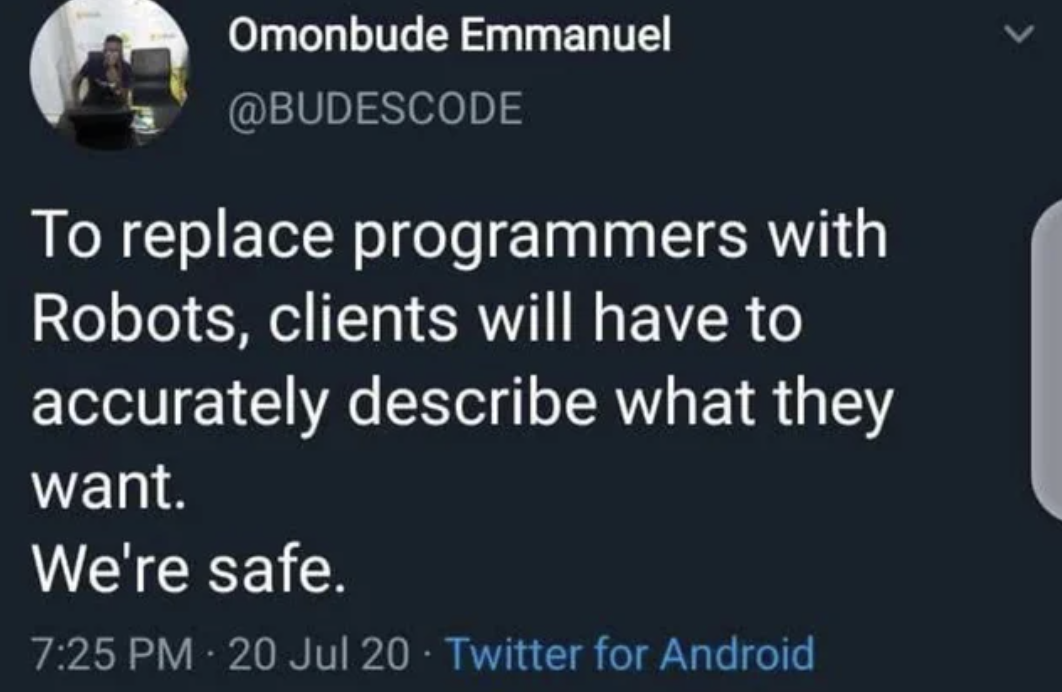 Omonbude Emmanuel
@BUDESCODE
To replace programmers with
Robots, clients will have to
accurately describe what they
want.
We're safe.
7:25 PM · 20 Jul 20 · Twitter for Android